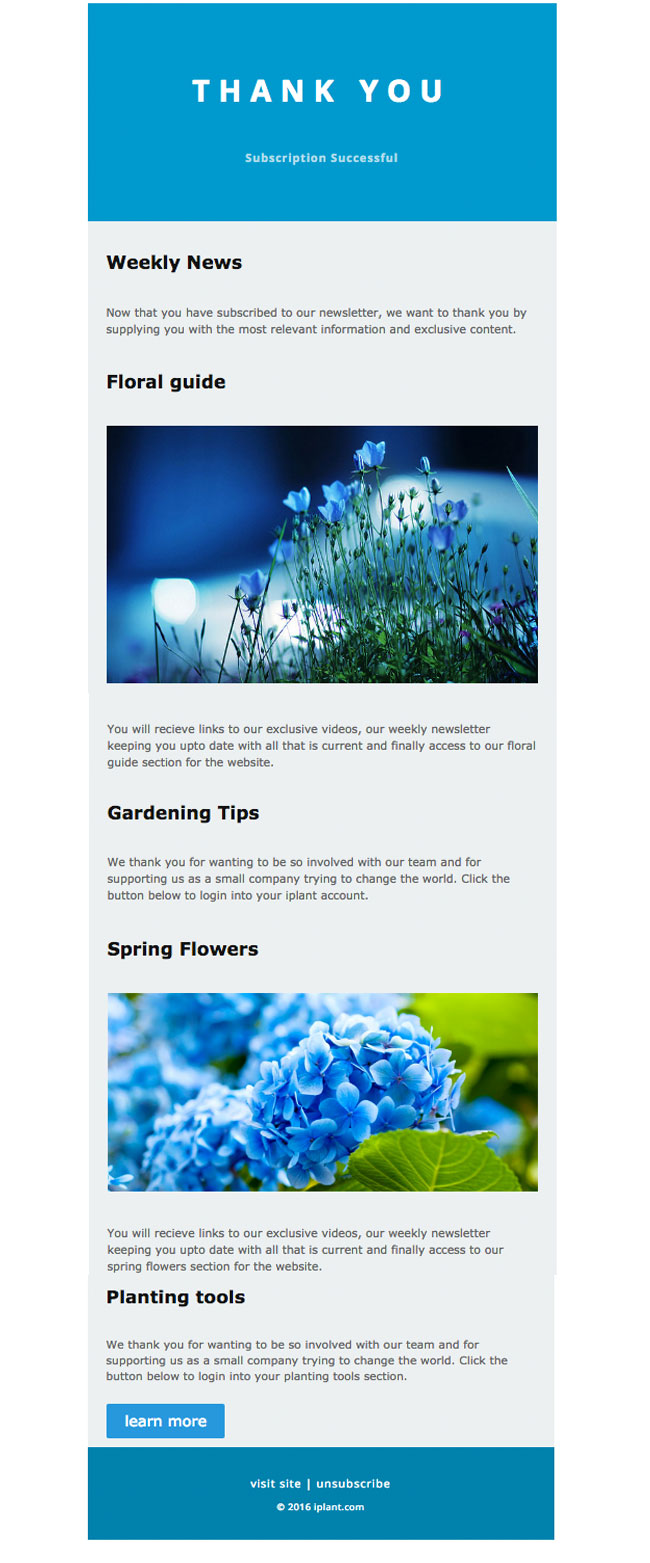 THANK YOU
Subscription Successful
Weekly News
Now that you have subscribed to our newsletter, we want to thank you by
supplying you with the most relevant information and exclusive content.
Floral guide
You will recieve links to our exclusive videos, our weekly newsletter
keeping you upto date with all that is current and finally access to our floral
guide section for the website.
Gardening Tips
We thank you for wanting to be so involved with our team and for
supporting us as a small company trying to change the world. Click the
button below to login into your iplant account.
Spring Flowers
You will recieve links to our exclusive videos, our weekly newsletter
keeping you upto date with all that is current and finally access to our
spring flowers section for the website.
Planting tools
We thank you for wanting to be so involved with our team and for
supporting us as a small company trying to change the world. Click the
button below to login into your planting tools section.
learn more
visit site | unsubscribe
© 2016 iplant.com